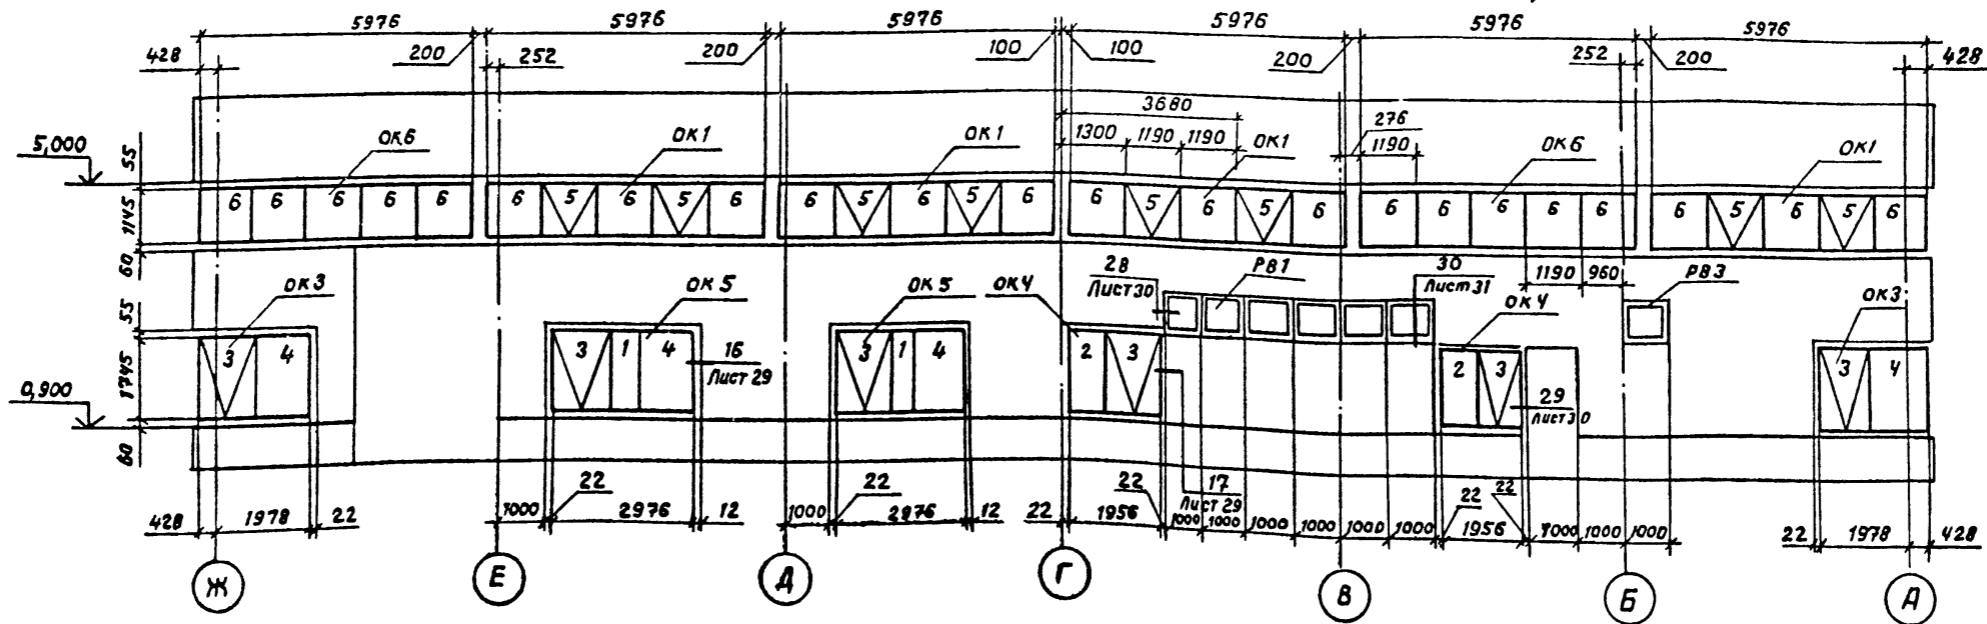 5976 5976 5976 5976 5976 5976
428 200 252 200 100 100 200 252 200 428
3680
1300 1190 1190 276 1190
5,000 55 ОК6 ОК1 ОК1 ОК1 ОК6 ОК1
1145 6 6 6 6 6 6 5 6 5 6 6 5 6 5 6 6 5 6 5 6 6 6 6 6 6 6 5 6 5 6
60 1190 960
28 Лист 30 РВ1 30 Лист 31 РВ3
55 ОК3 ОК5 ОК5 ОК4 ОК4 ОК3
1745 3 4 3 1 4 3 1 4 2 3 2 3 3 4
16 Лист 29
0,900
29 Лист 30
60
17 Лист 29
22 22 22 22 22
428 1978 22 1000 2976 12 1000 2976 12 22 1956 1000 1000 1000 1000 1000 1000 1956 1000 1000 1000 22 1978 428
Ж Е Д Г В Б А